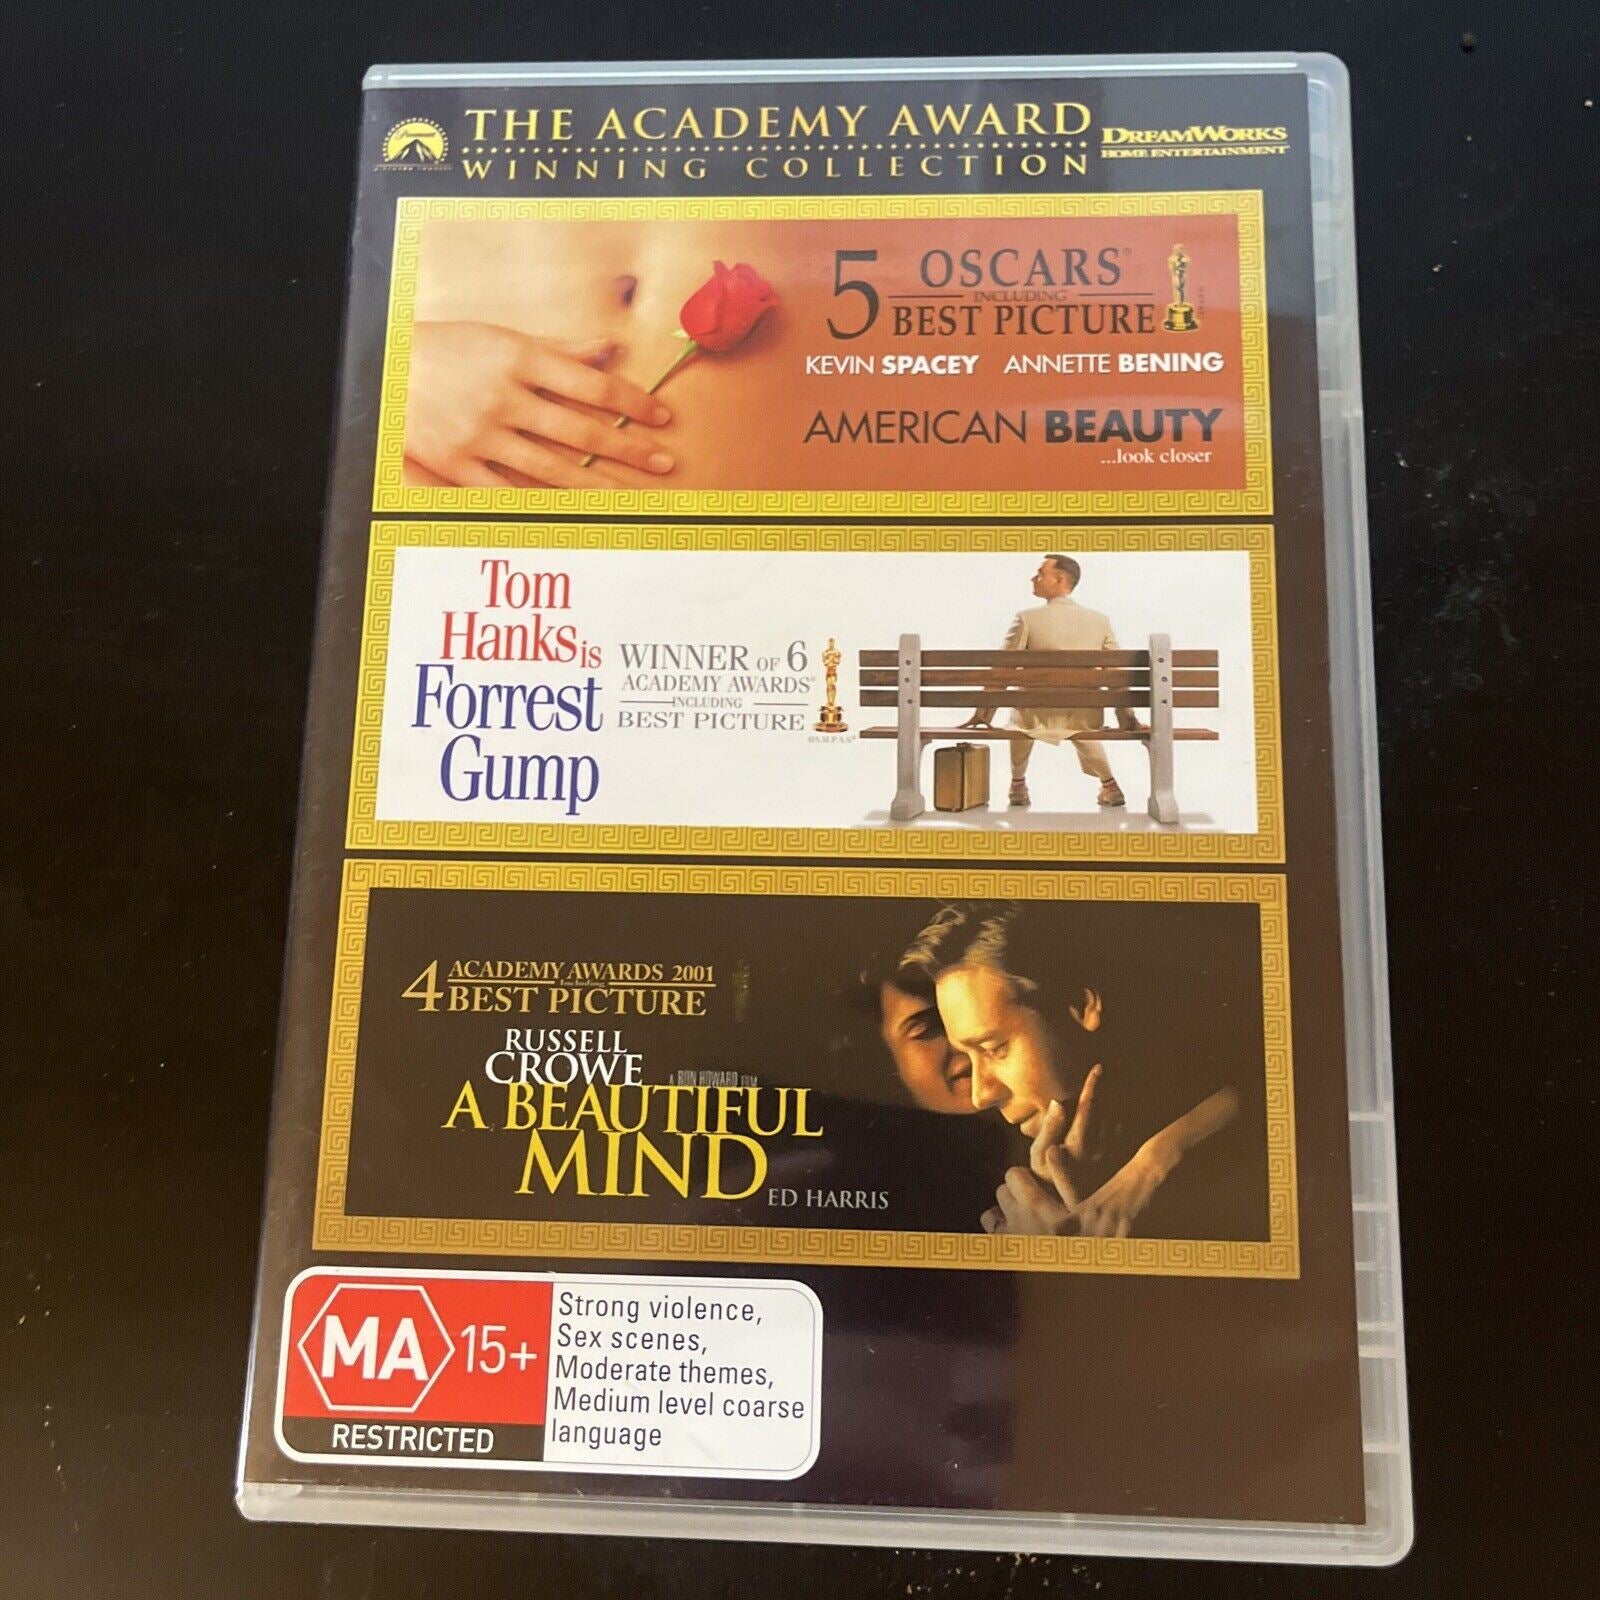 Paramount
THE ACADEMY AWARD
WINNING COLLECTION
DREAMWORKS
HOME ENTERTAINMENT
5 OSCARS®
INCLUDING
BEST PICTURE
KEVIN SPACEY ANNETTE BENING
AMERICAN BEAUTY
...look closer
Tom
Hanks is
Forrest
Gump
WINNER OF 6
ACADEMY AWARDS®
INCLUDING
BEST PICTURE
©A.M.P.A.S.®
4 ACADEMY AWARDS 2001
Including
BEST PICTURE
RUSSELL
CROWE
A RON HOWARD FILM
A BEAUTIFUL
MIND
ED HARRIS
MA 15+
RESTRICTED
Strong violence,
Sex scenes,
Moderate themes,
Medium level coarse
language